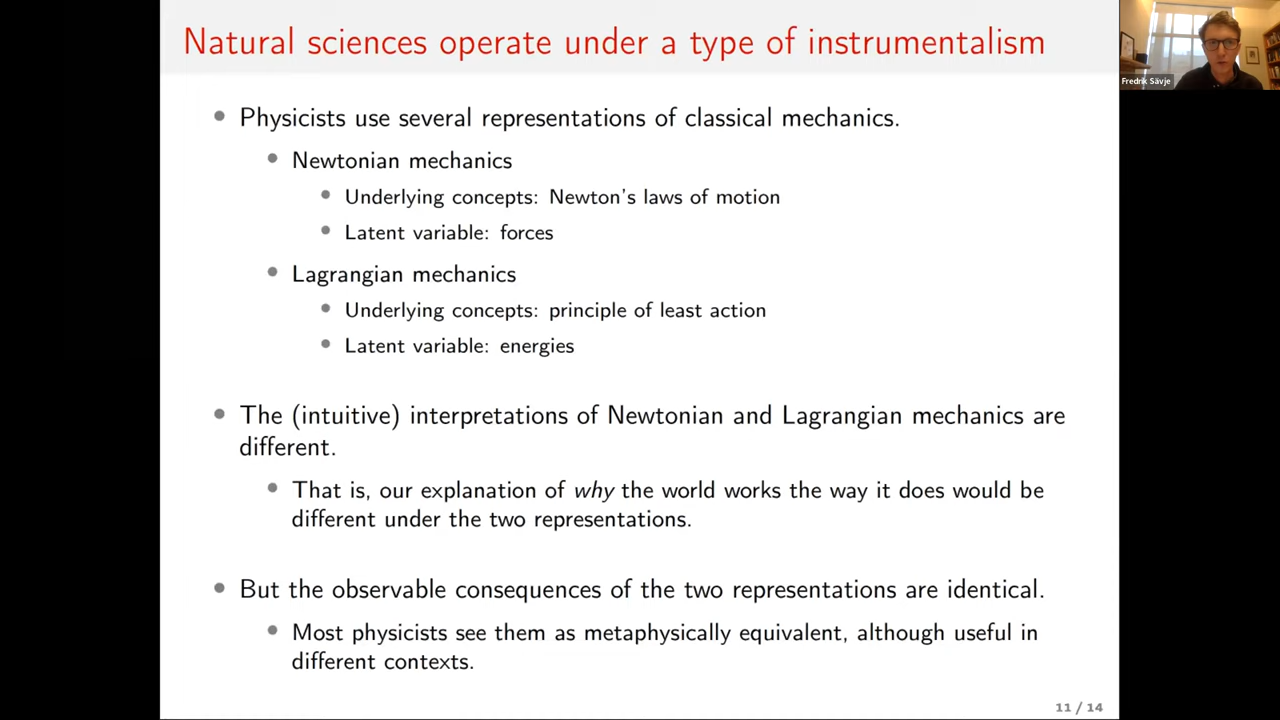 Natural sciences operate under a type of instrumentalism
Fredrik Sävje
• Physicists use several representations of classical mechanics.
• Newtonian mechanics
• Underlying concepts: Newton's laws of motion
• Latent variable: forces
• Lagrangian mechanics
• Underlying concepts: principle of least action
• Latent variable: energies
• The (intuitive) interpretations of Newtonian and Lagrangian mechanics are
different.
• That is, our explanation of why the world works the way it does would be
different under the two representations.
• But the observable consequences of the two representations are identical.
• Most physicists see them as metaphysically equivalent, although useful in
different contexts.
11 / 14